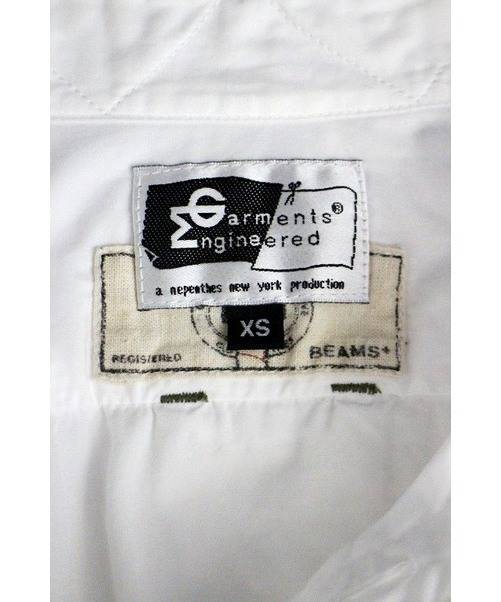 Garments®
Engineered
a nepenthes new york production
XS
REGISTERED
BEAMS+